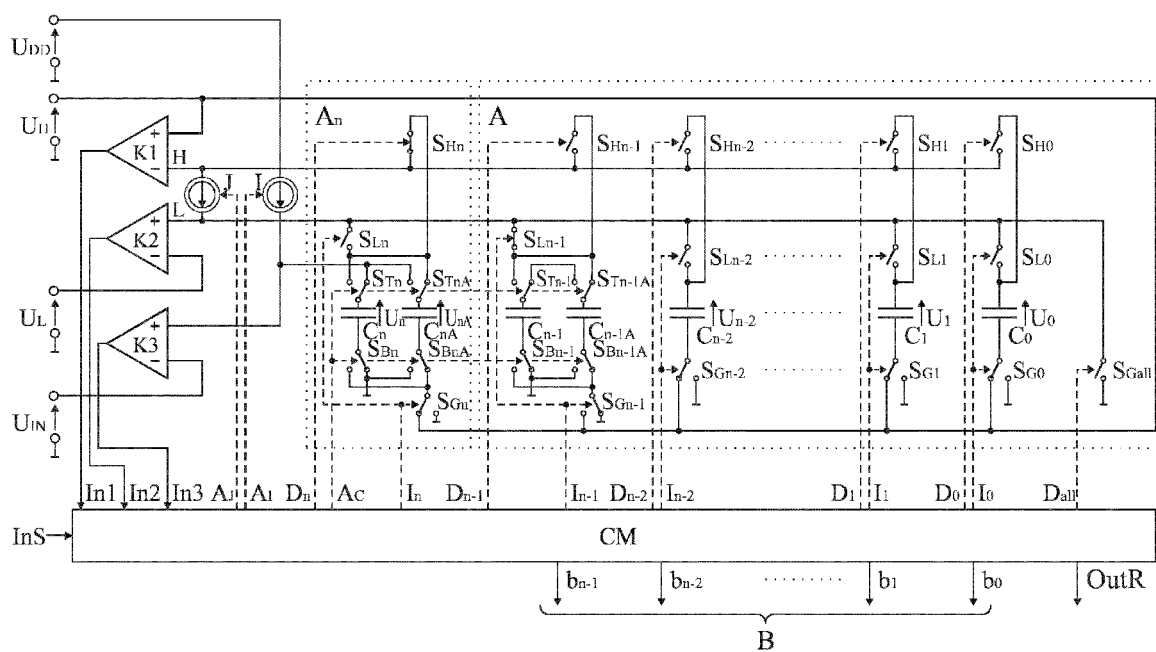 UDD
UH
An
A
K1
H
SHn
SHn-1
SHn-2
SH1
SH0
J
I
L
K2
SLn
SLn-1
SLn-2
SL1
SL0
STn
STnA
STn-1
STn-1A
UL
K3
Un
UnA
Un-2
U1
U0
Cn
CnA
Cn-1
Cn-1A
Cn-2
C1
C0
SBn
SBnA
SBn-1
SBn-1A
UIN
SGn
SGn-1
SGn-2
SG1
SG0
SGall
In1 In2 In3 AJ AI Dn AC In Dn-1 In-1 Dn-2 In-2 D1 I1 D0 I0 Dall
InS
CM
bn-1 bn-2 b1 b0 OutR
B